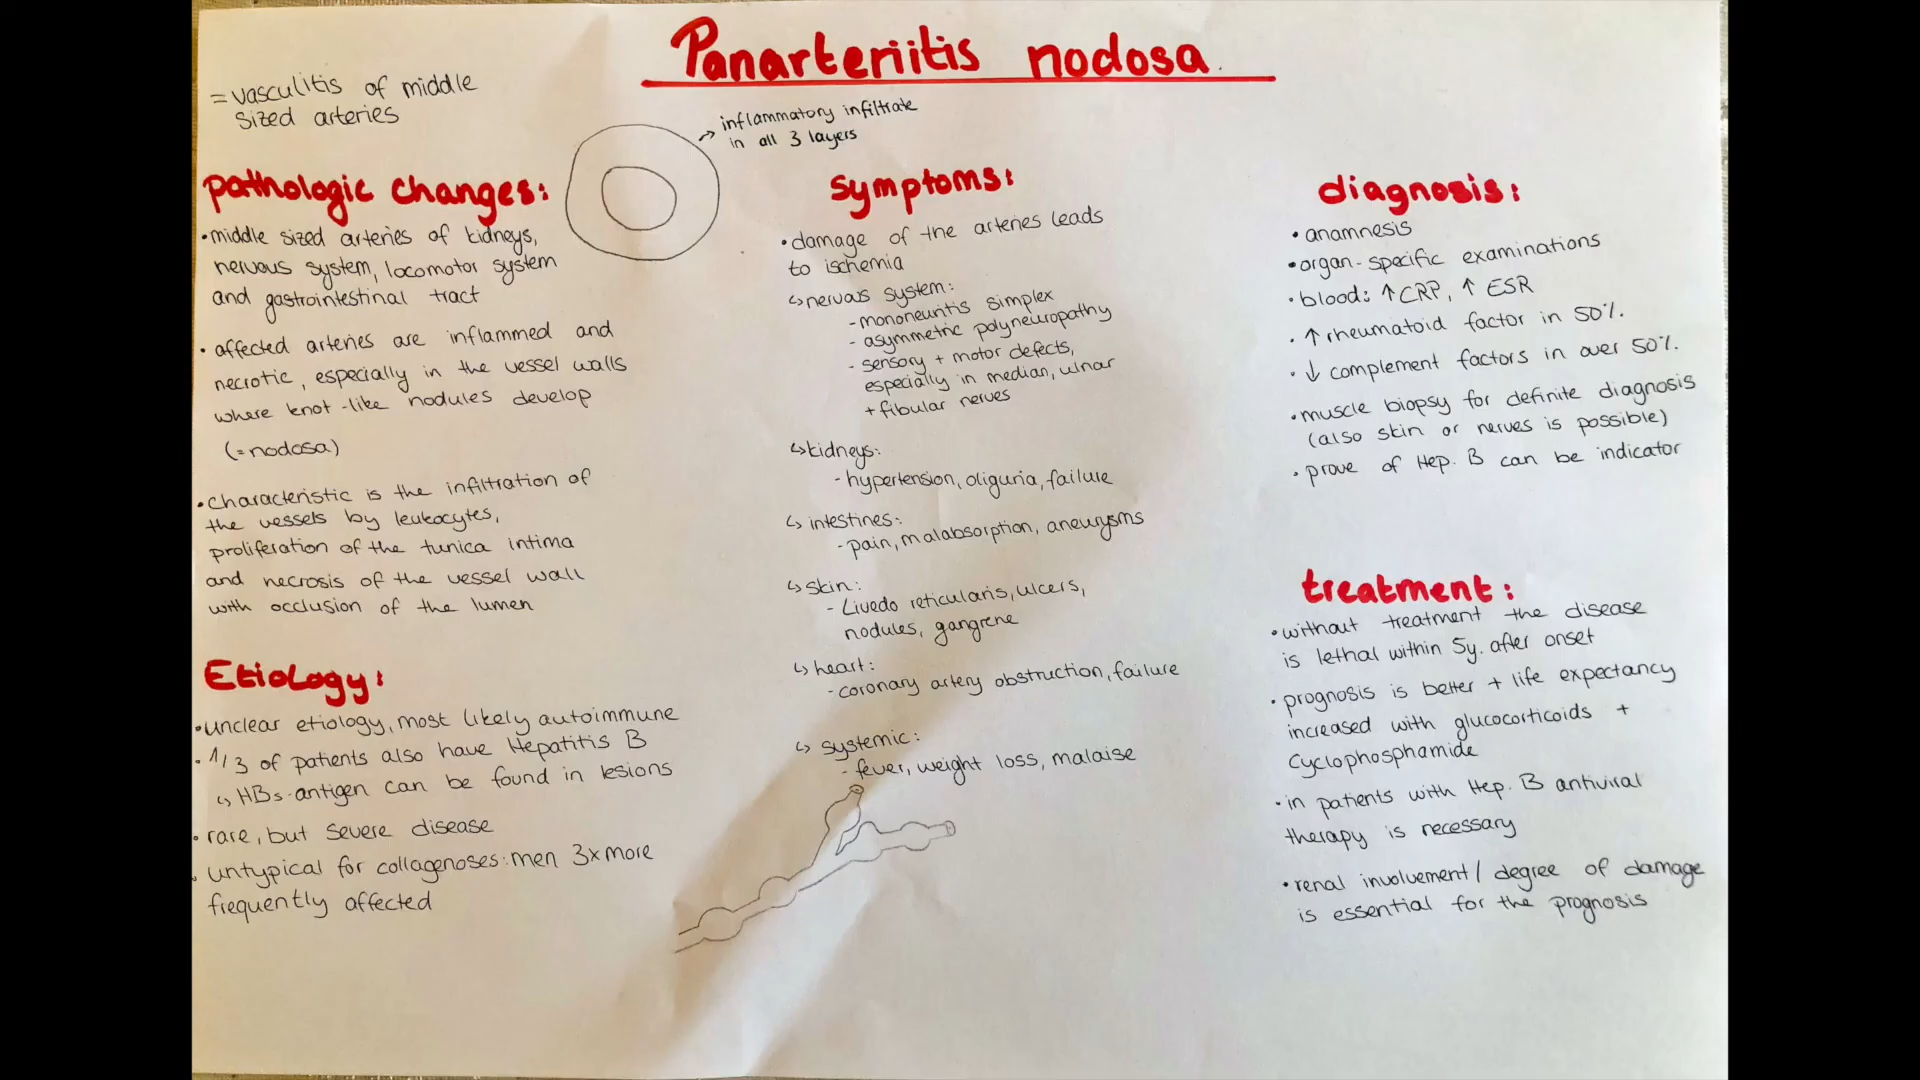 Panarteriitis nodosa
= vasculitis of middle
sized arteries
→ inflammatory infiltrate
in all 3 layers
pathologic changes:
• middle sized arteries of kidneys,
nervous system, locomotor system
and gastrointestinal tract
• affected arteries are inflammed and
necrotic, especially in the vessel walls
where knot-like nodules develop
(= nodosa)
• characteristic is the infiltration of
the vessels by leukocytes,
proliferation of the tunica intima
and necrosis of the vessel wall
with occlusion of the lumen
Etiology:
• unclear etiology, most likely autoimmune
• 1/3 of patients also have Hepatitis B
↳ HBs-antigen can be found in lesions
• rare, but severe disease
• untypical for collagenoses: men 3x more
frequently affected
symptoms:
• damage of the arteries leads
to ischemia
↳ nervous system:
- mononeuritis simplex
- asymmetric polyneuropathy
- sensory + motor defects,
especially in median, ulnar
+ fibular nerves
↳ kidneys:
- hypertension, oliguria, failure
↳ intestines:
- pain, malabsorption, aneurysms
↳ skin:
- Livedo reticularis, ulcers,
nodules, gangrene
↳ heart:
- coronary artery obstruction, failure
↳ systemic:
- fever, weight loss, malaise
diagnosis:
• anamnesis
• organ-specific examinations
• blood: ↑ CRP, ↑ ESR
• ↑ rheumatoid factor in 50%.
• ↓ complement factors in over 50%.
• muscle biopsy for definite diagnosis
(also skin or nerves is possible)
• prove of Hep. B can be indicator
treatment:
• without treatment the disease
is lethal within 5y. after onset
• prognosis is better + life expectancy
increased with glucocorticoids +
Cyclophosphamide
• in patients with Hep. B antiviral
therapy is necessary
• renal involvement / degree of damage
is essential for the prognosis